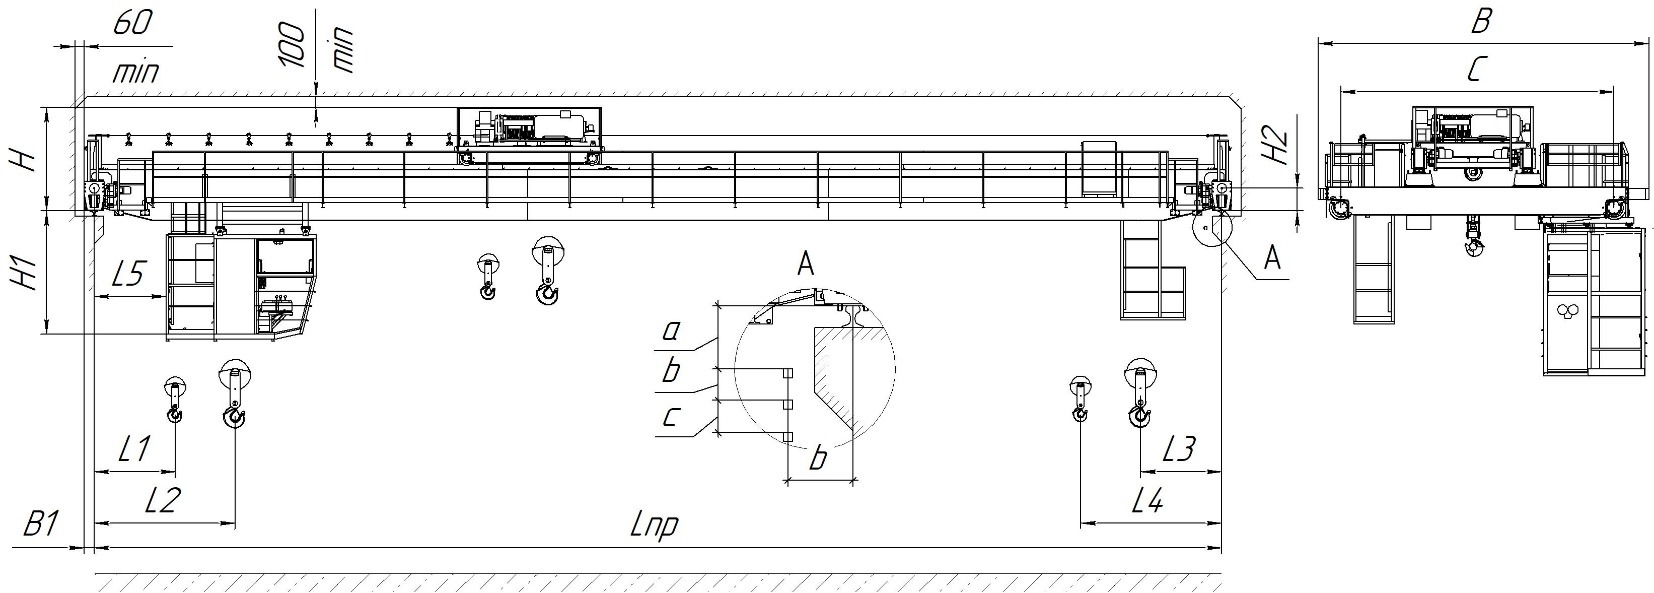 60
min
100
min
B
C
H
H2
H1
L5
A
A
a
b
c
b
L1
L3
L2
L4
B1
Lпр